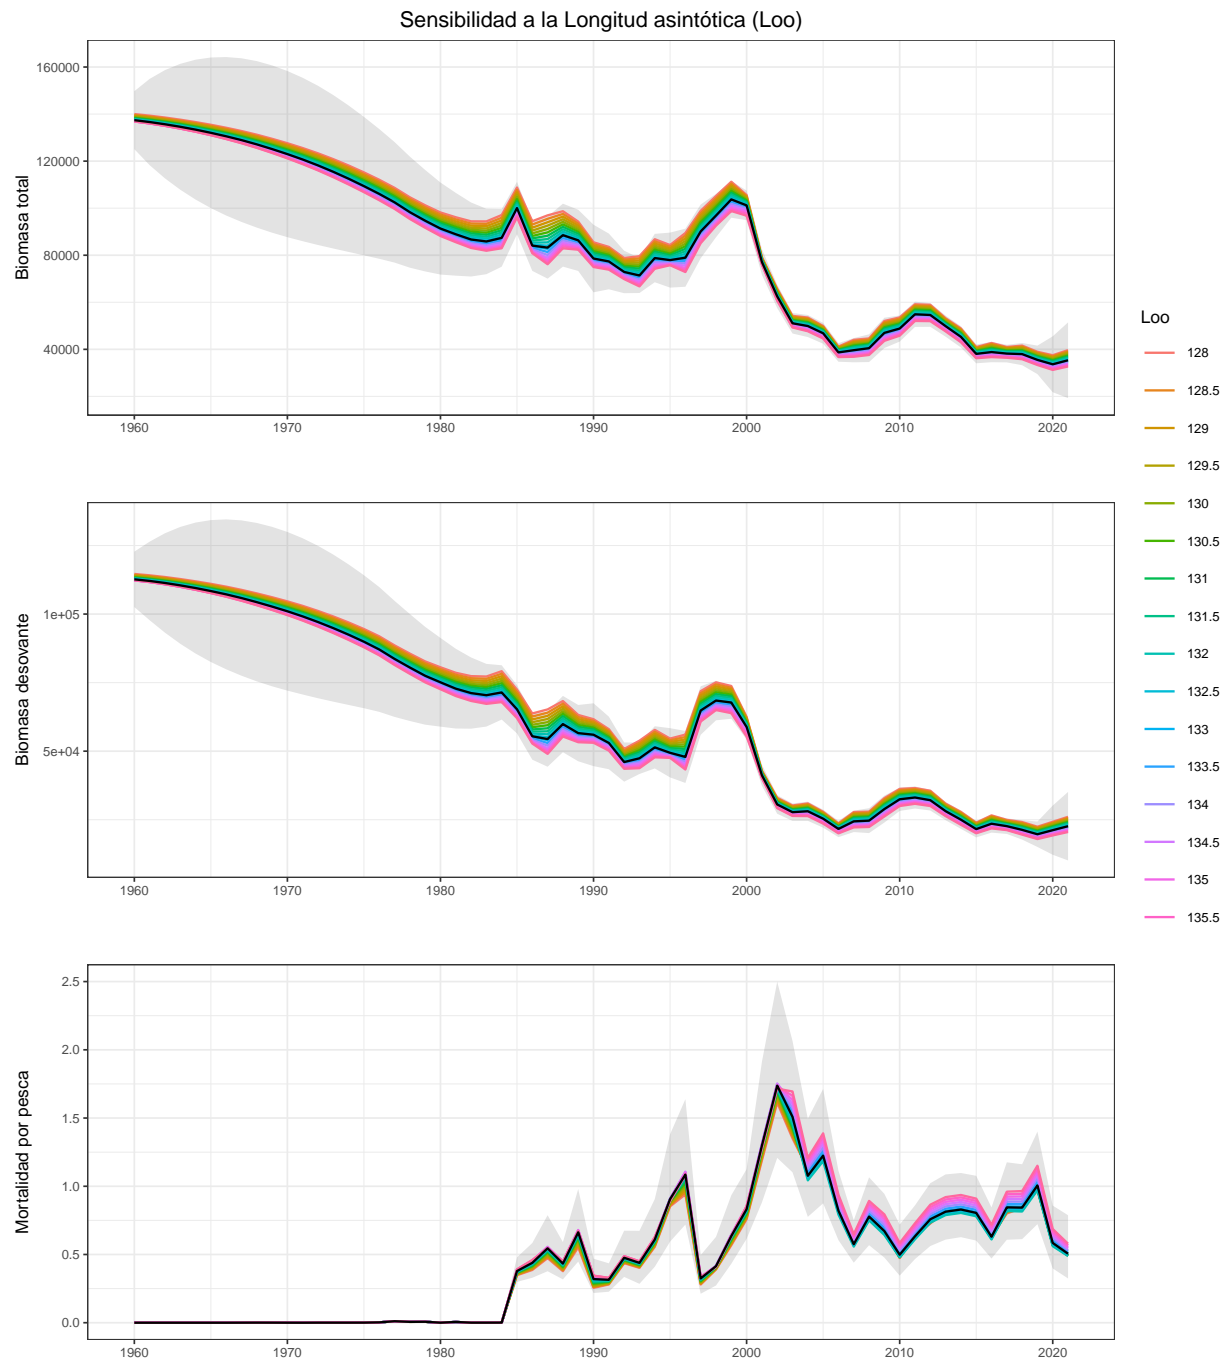 Sensibilidad a la Longitud asintótica (Loo)
Biomasa total
160000
120000
80000
40000
1960 1970 1980 1990 2000 2010 2020
Biomasa desovante
1e+05
5e+04
1960 1970 1980 1990 2000 2010 2020
Mortalidad por pesca
2.5
2.0
1.5
1.0
0.5
0.0
1960 1970 1980 1990 2000 2010 2020
Loo
128
128.5
129
129.5
130
130.5
131
131.5
132
132.5
133
133.5
134
134.5
135
135.5